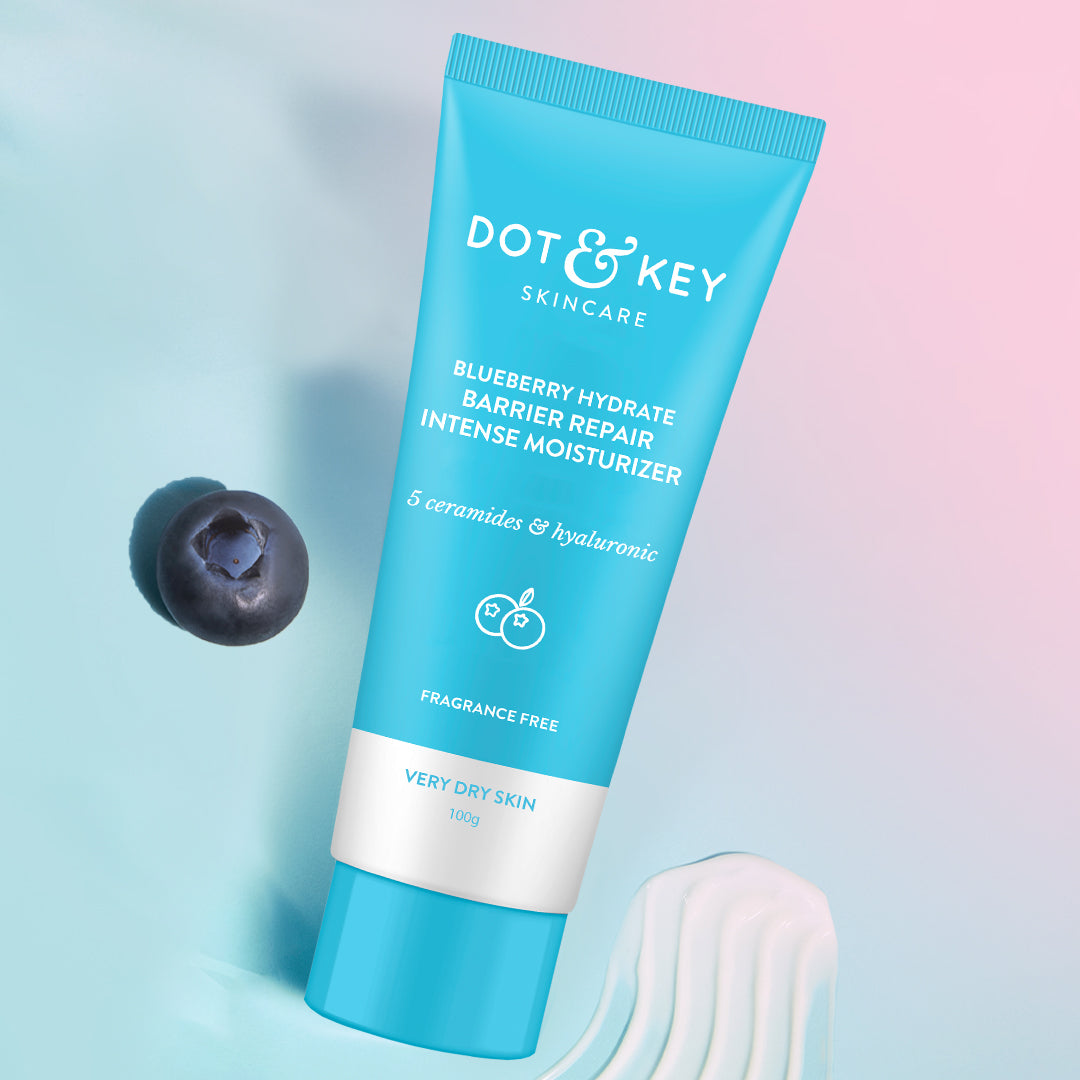 DOT & KEY
SKINCARE
BLUEBERRY HYDRATE
BARRIER REPAIR
INTENSE MOISTURIZER
5 ceramides & hyaluronic
FRAGRANCE FREE
VERY DRY SKIN
100g